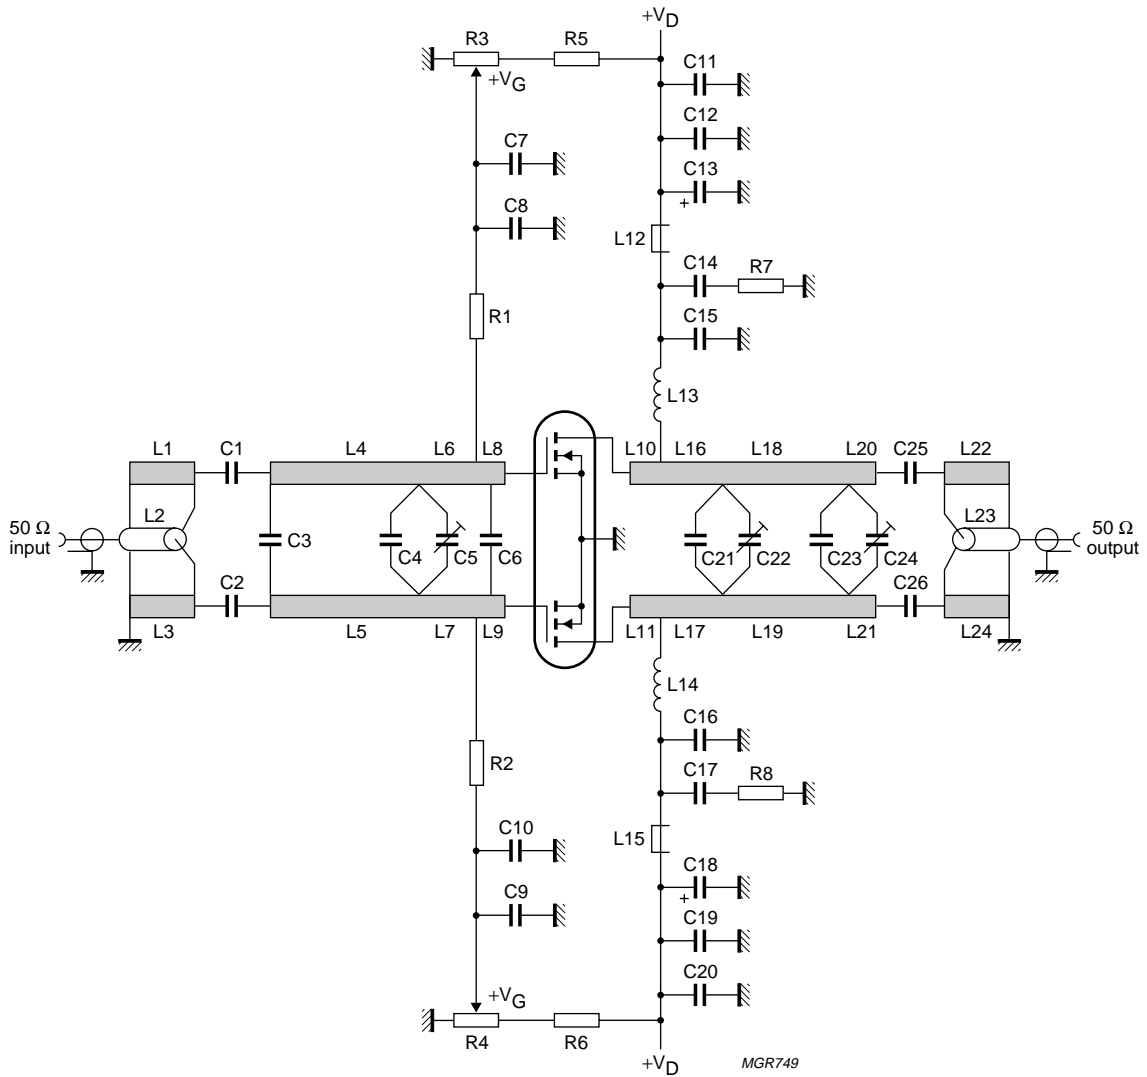 +VD
R3
R5
C11
+VG
C12
C7
C13
+
C8
L12
C14
R7
R1
C15
L13
L1
C1
L4
L6
L8
L10
L16
L18
L20
C25
L22
50 Ω
input
L2
C3
C4
C5
C6
C21
C22
C23
C24
L23
50 Ω
output
C2
C26
L3
L5
L7
L9
L11
L17
L19
L21
L24
L14
C16
R2
C17
R8
C10
L15
C18
+
C9
C19
C20
+VG
R4
R6
+VD
MGR749